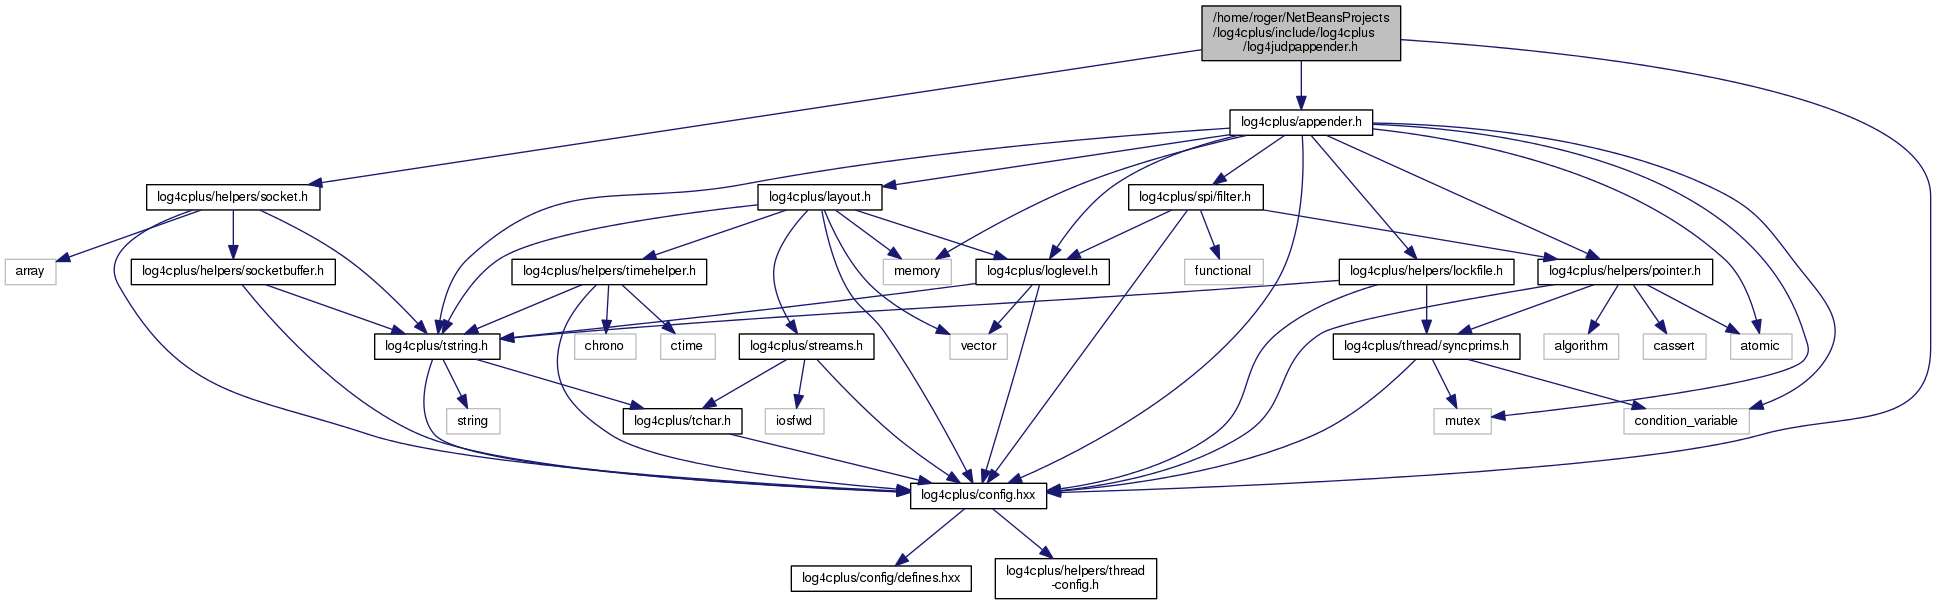 /home/roger/NetBeansProjects
/log4cplus/include/log4cplus
/log4judpappender.h
log4cplus/appender.h
log4cplus/helpers/socket.h
log4cplus/layout.h
log4cplus/spi/filter.h
array
log4cplus/helpers/socketbuffer.h
log4cplus/helpers/timehelper.h
memory
log4cplus/loglevel.h
functional
log4cplus/helpers/lockfile.h
log4cplus/helpers/pointer.h
log4cplus/tstring.h
chrono
ctime
log4cplus/streams.h
vector
log4cplus/thread/syncprims.h
algorithm
cassert
atomic
string
log4cplus/tchar.h
iosfwd
mutex
condition_variable
log4cplus/config.hxx
log4cplus/config/defines.hxx
log4cplus/helpers/thread
-config.h